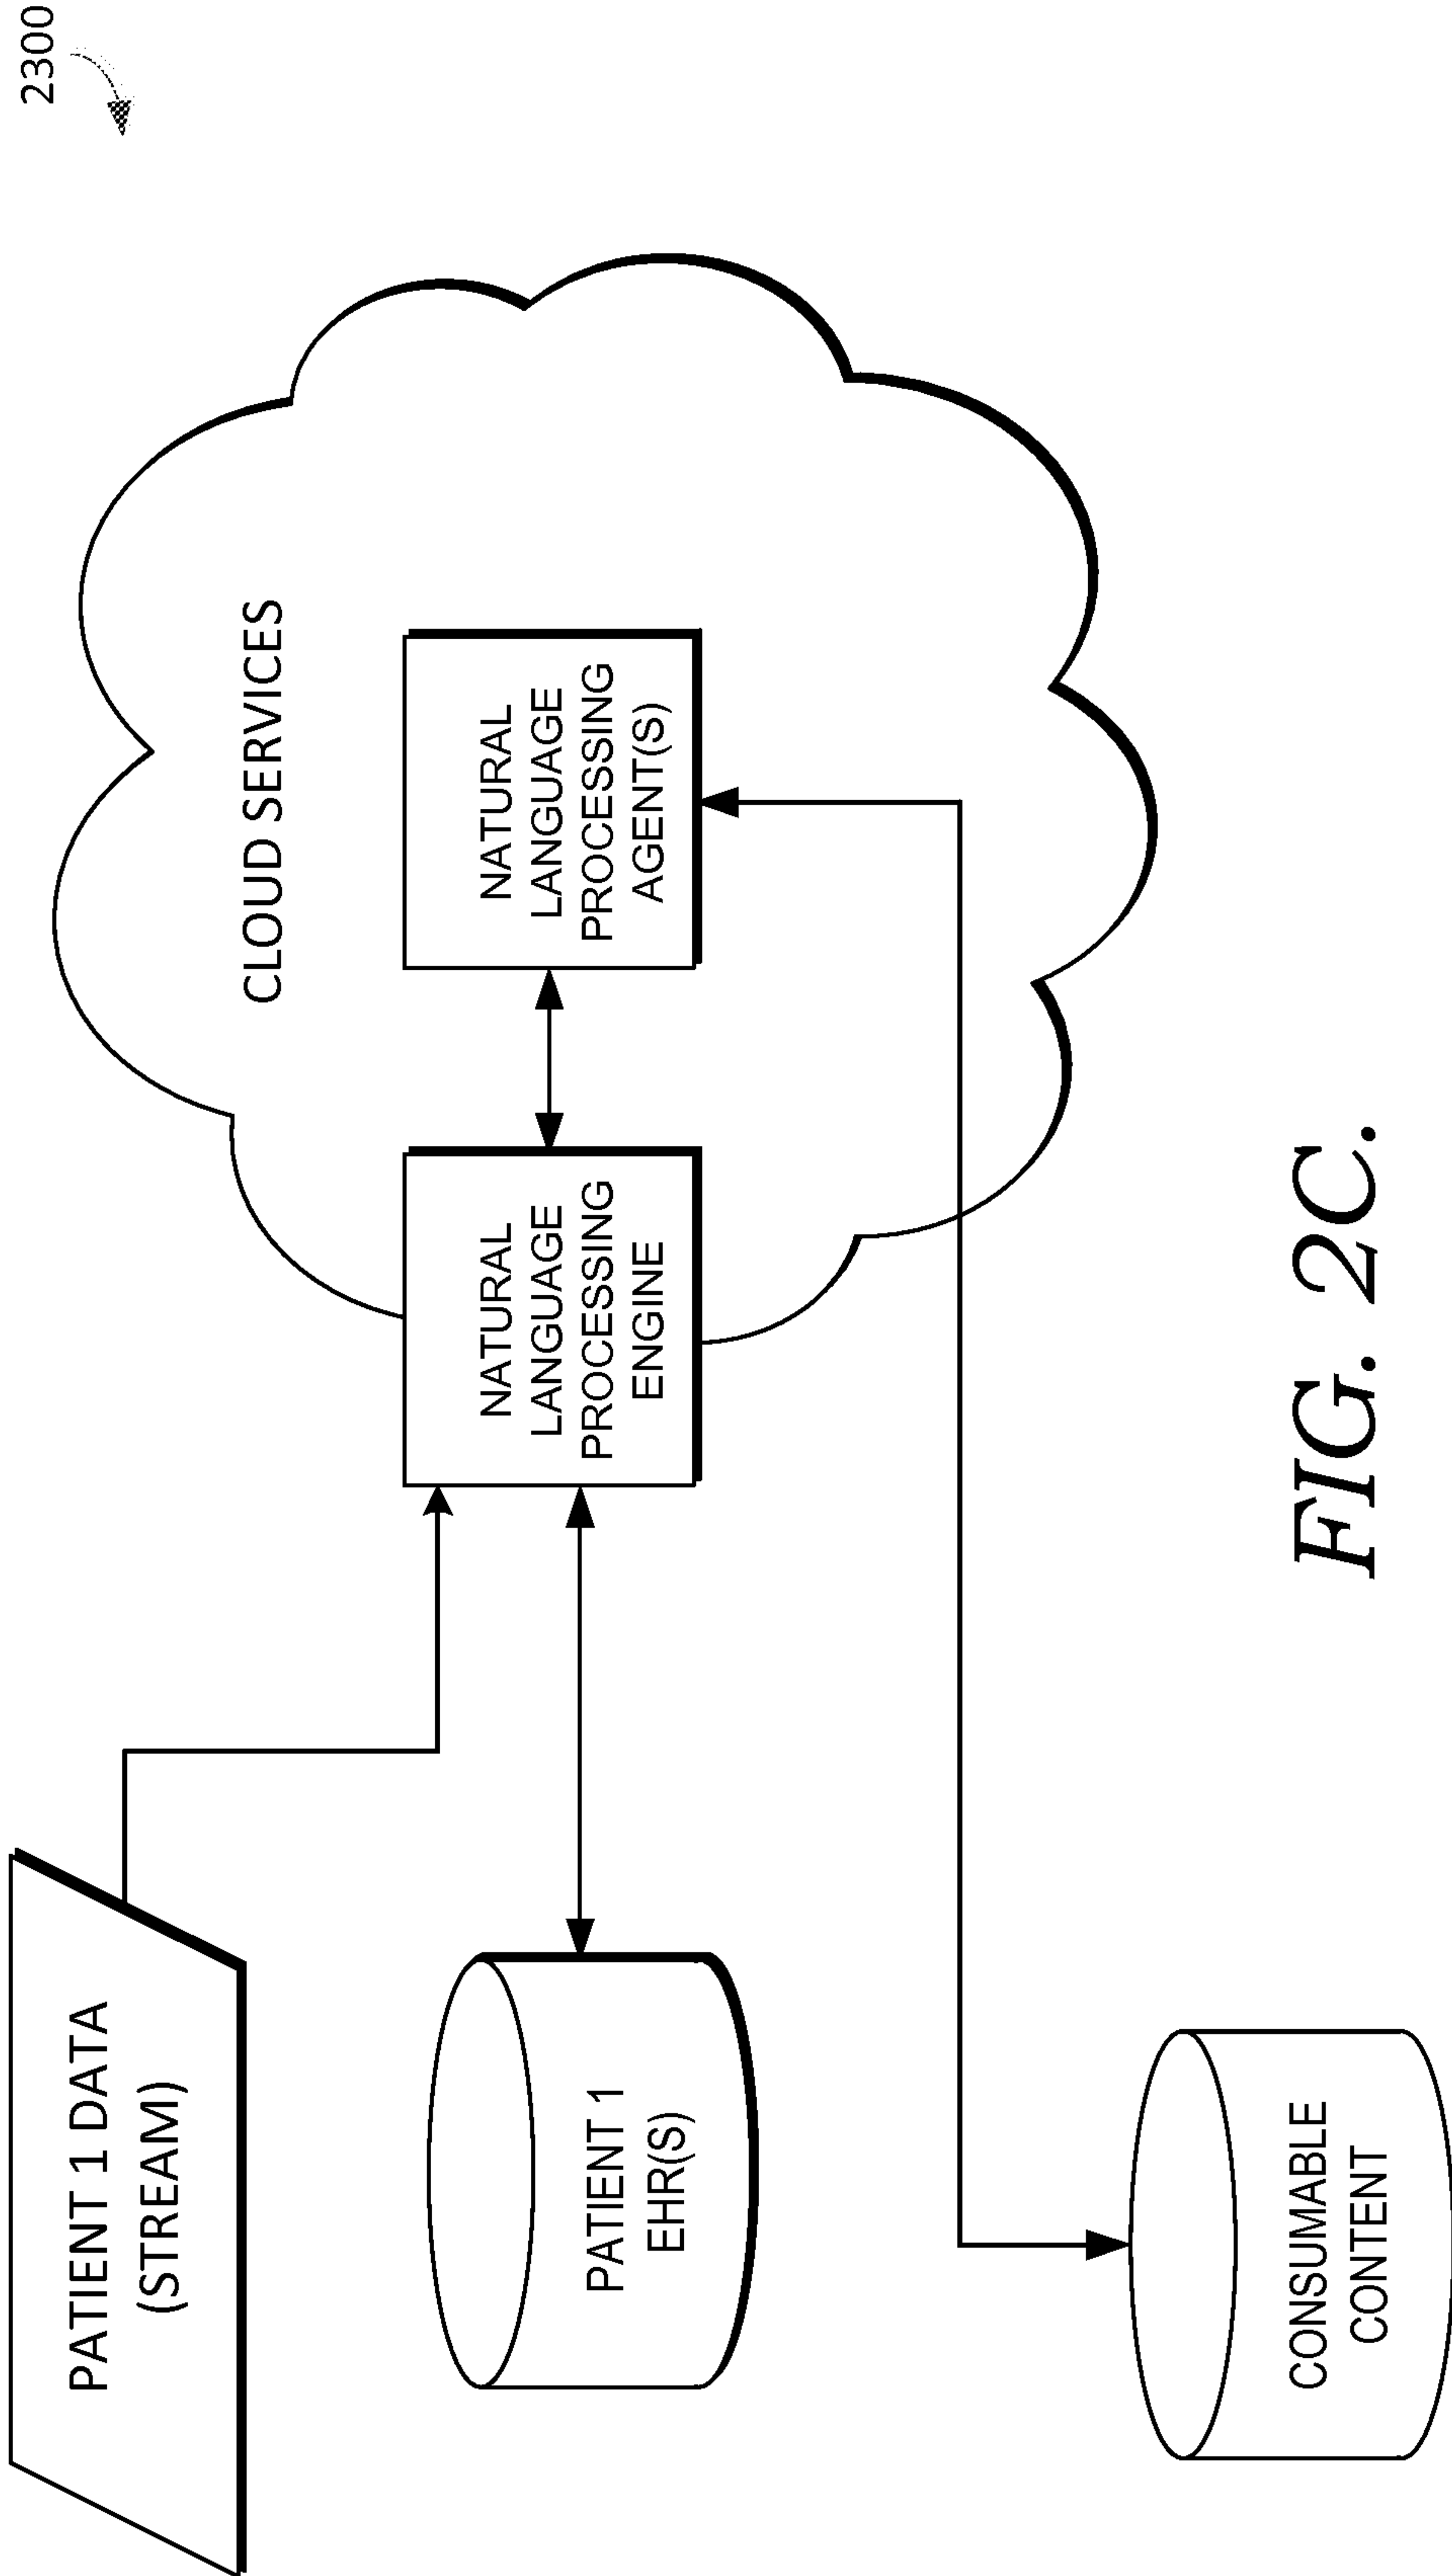 2300
PATIENT 1 DATA
(STREAM)
CLOUD SERVICES
PATIENT 1
EHR(S)
NATURAL
LANGUAGE
PROCESSING
ENGINE
NATURAL
LANGUAGE
PROCESSING
AGENT(S)
CONSUMABLE
CONTENT
FIG. 2C.